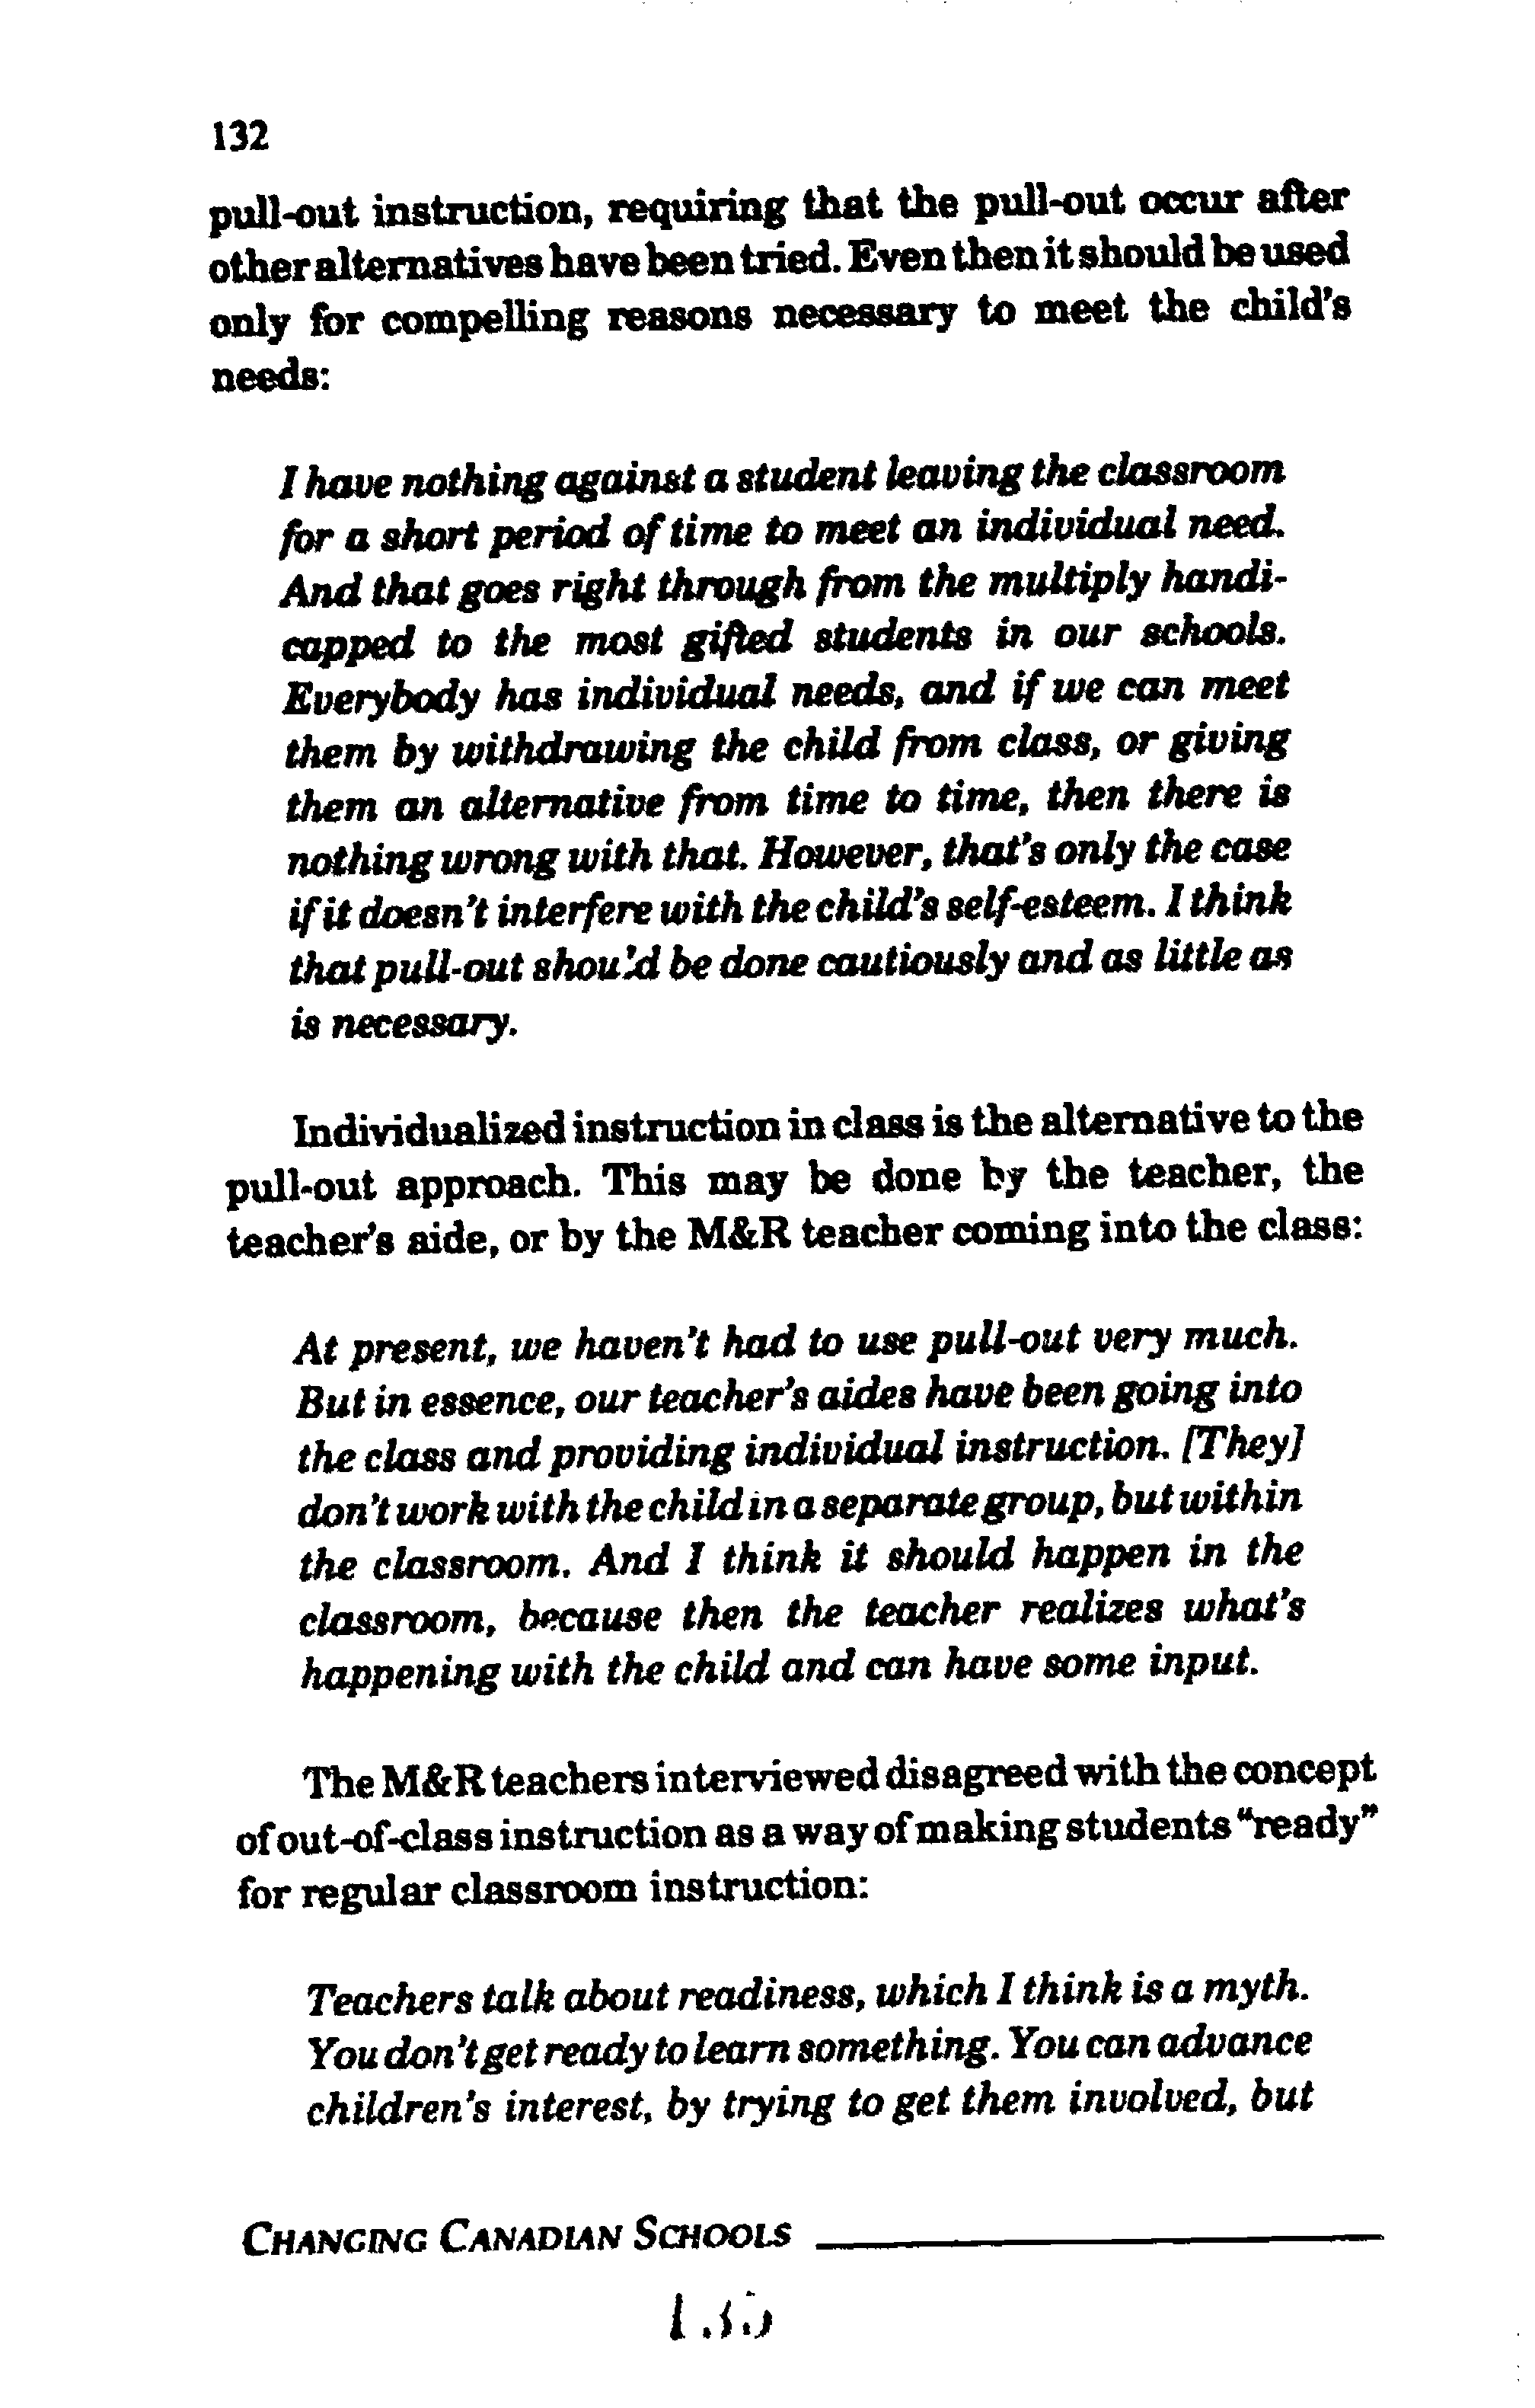 132
pull-out instruction, requiring that the pull-out occur after
other alternatives have been tried. Even then it should be used
only for compelling reasons necessary to meet the child's
needs:
I have nothing against a student leaving the classroom
for a short period of time to meet an individual need.
And that goes right through from the multiply handi-
capped to the most gifted students in our schools.
Everybody has individual needs, and if we can meet
them by withdrawing the child from class, or giving
them an alternative from time to time, then there is
nothing wrong with that. However, that's only the case
if it doesn't interfere with the child's self-esteem. I think
that pull-out should be done cautiously and as little as
is necessary.
Individualized instruction in class is the alternative to the
pull-out approach. This may be done by the teacher, the
teacher's aide, or by the M&R teacher coming into the class:
At present, we haven't had to use pull-out very much.
But in essence, our teacher's aides have been going into
the class and providing individual instruction. [They]
don't work with the child in a separate group, but within
the classroom. And I think it should happen in the
classroom, because then the teacher realizes what's
happening with the child and can have some input.
The M&R teachers interviewed disagreed with the concept
of out-of-class instruction as a way of making students "ready"
for regular classroom instruction:
Teachers talk about readiness, which I think is a myth.
You don't get ready to learn something. You can advance
children's interest, by trying to get them involved, but
CHANGING CANADIAN SCHOOLS